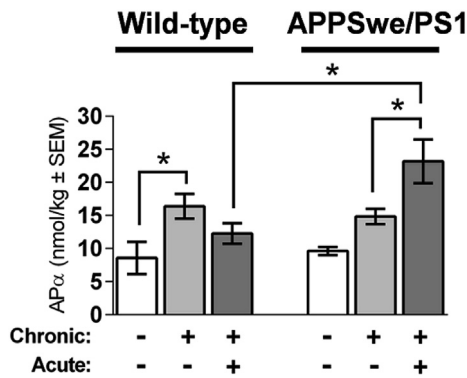 Wild-type APPSwe/PS1
*
* *
APα (nmol/kg ± SEM)
30
25
20
15
10
5
0
Chronic: - + + - + +
Acute: - - + - - +